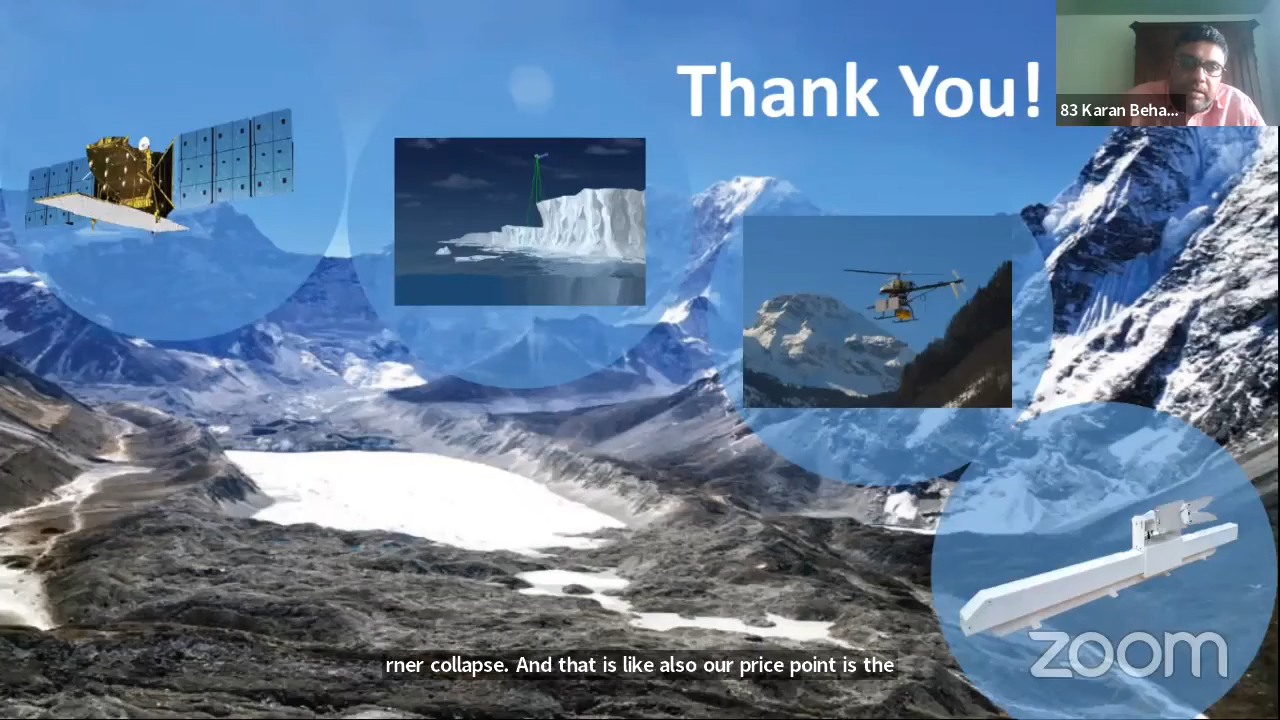 Thank You!
83 Karan Beha...
rner collapse. And that is like also our price point is the
zoom